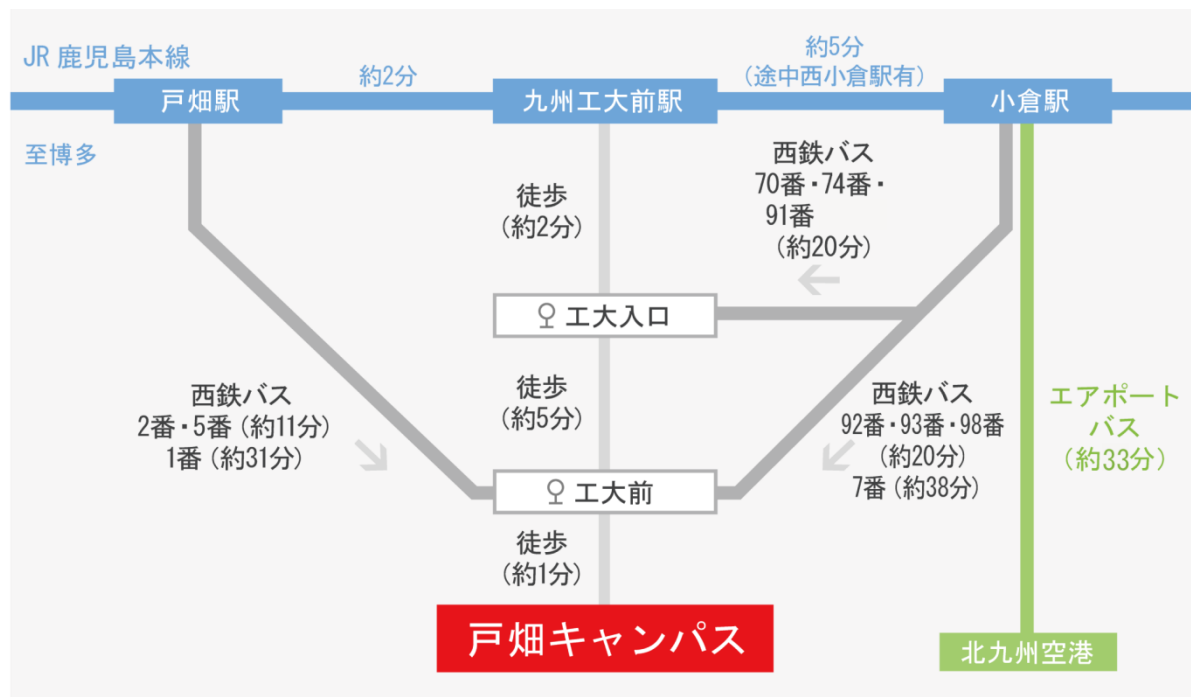 JR 鹿児島本線
約2分
約5分
(途中西小倉駅有)
戸畑駅
九州工大前駅
小倉駅
至博多
徒歩
(約2分)
西鉄バス
70番・74番・
91番
(約20分)
工大入口
徒歩
(約5分)
西鉄バス
2番・5番 (約11分)
1番 (約31分)
西鉄バス
92番・93番・98番
(約20分)
7番 (約38分)
エアポート
バス
(約33分)
工大前
徒歩
(約1分)
戸畑キャンパス
北九州空港